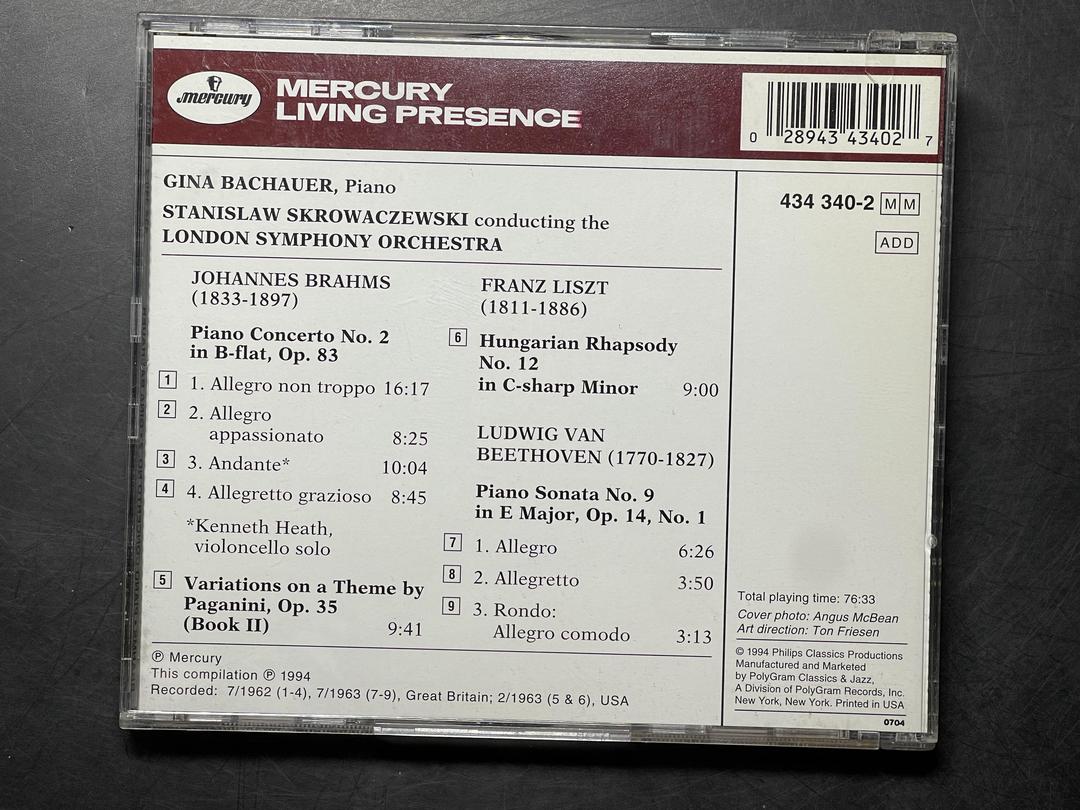 mercury
MERCURY
LIVING PRESENCE
0 28943 43402 7
434 340-2 MM
ADD
GINA BACHAUER, Piano
STANISLAW SKROWACZEWSKI conducting the
LONDON SYMPHONY ORCHESTRA
JOHANNES BRAHMS
(1833-1897)
Piano Concerto No. 2
in B-flat, Op. 83
1 1. Allegro non troppo 16:17
2 2. Allegro
appassionato 8:25
3 3. Andante* 10:04
4 4. Allegretto grazioso 8:45
*Kenneth Heath,
violoncello solo
5 Variations on a Theme by
Paganini, Op. 35
(Book II) 9:41
FRANZ LISZT
(1811-1886)
6 Hungarian Rhapsody
No. 12
in C-sharp Minor 9:00
LUDWIG VAN
BEETHOVEN (1770-1827)
Piano Sonata No. 9
in E Major, Op. 14, No. 1
7 1. Allegro 6:26
8 2. Allegretto 3:50
9 3. Rondo:
Allegro comodo 3:13
℗ Mercury
This compilation ℗ 1994
Recorded: 7/1962 (1-4), 7/1963 (7-9), Great Britain; 2/1963 (5 & 6), USA
Total playing time: 76:33
Cover photo: Angus McBean
Art direction: Ton Friesen
© 1994 Philips Classics Productions
Manufactured and Marketed
by PolyGram Classics & Jazz,
A Division of PolyGram Records, Inc.
New York, New York. Printed in USA
0704